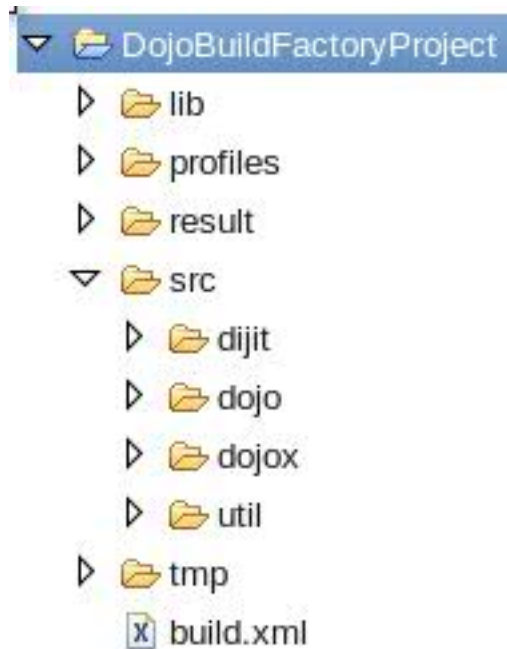 DojoBuildFactoryProject
lib
profiles
result
src
dijit
dojo
dojox
util
tmp
build.xml